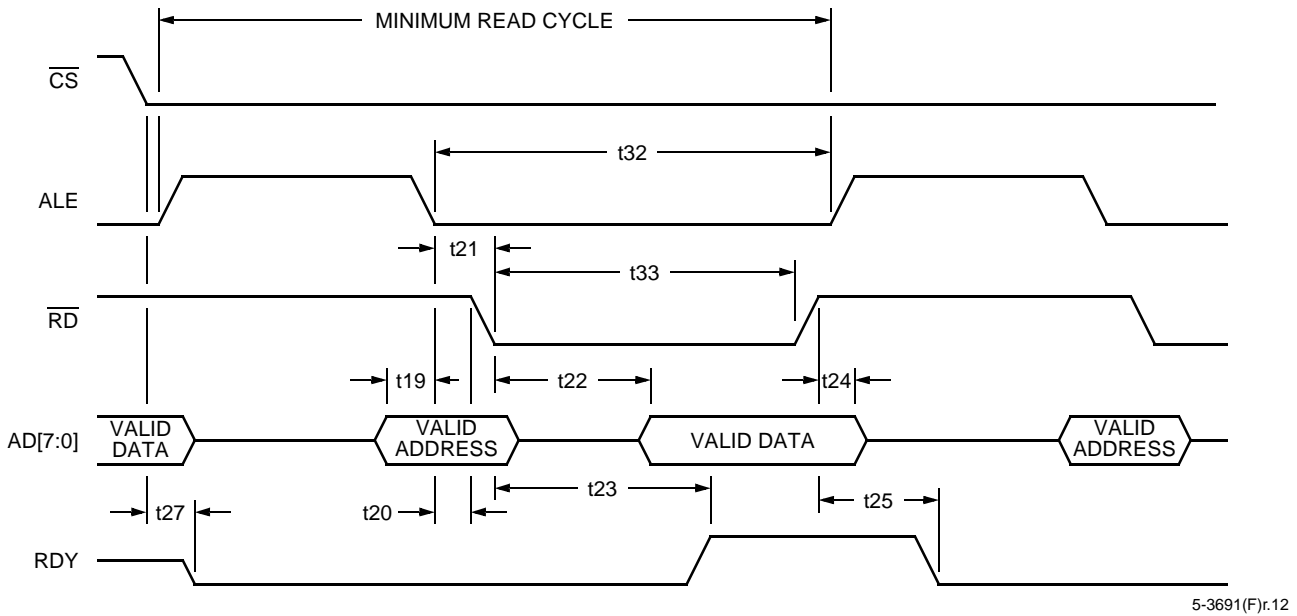 MINIMUM READ CYCLE
CS
t32
ALE
t21
t33
RD
t19
t22
t24
AD[7:0]
VALID
DATA
VALID
ADDRESS
VALID DATA
VALID
ADDRESS
t23
t25
t27
t20
RDY
5-3691(F)r.12